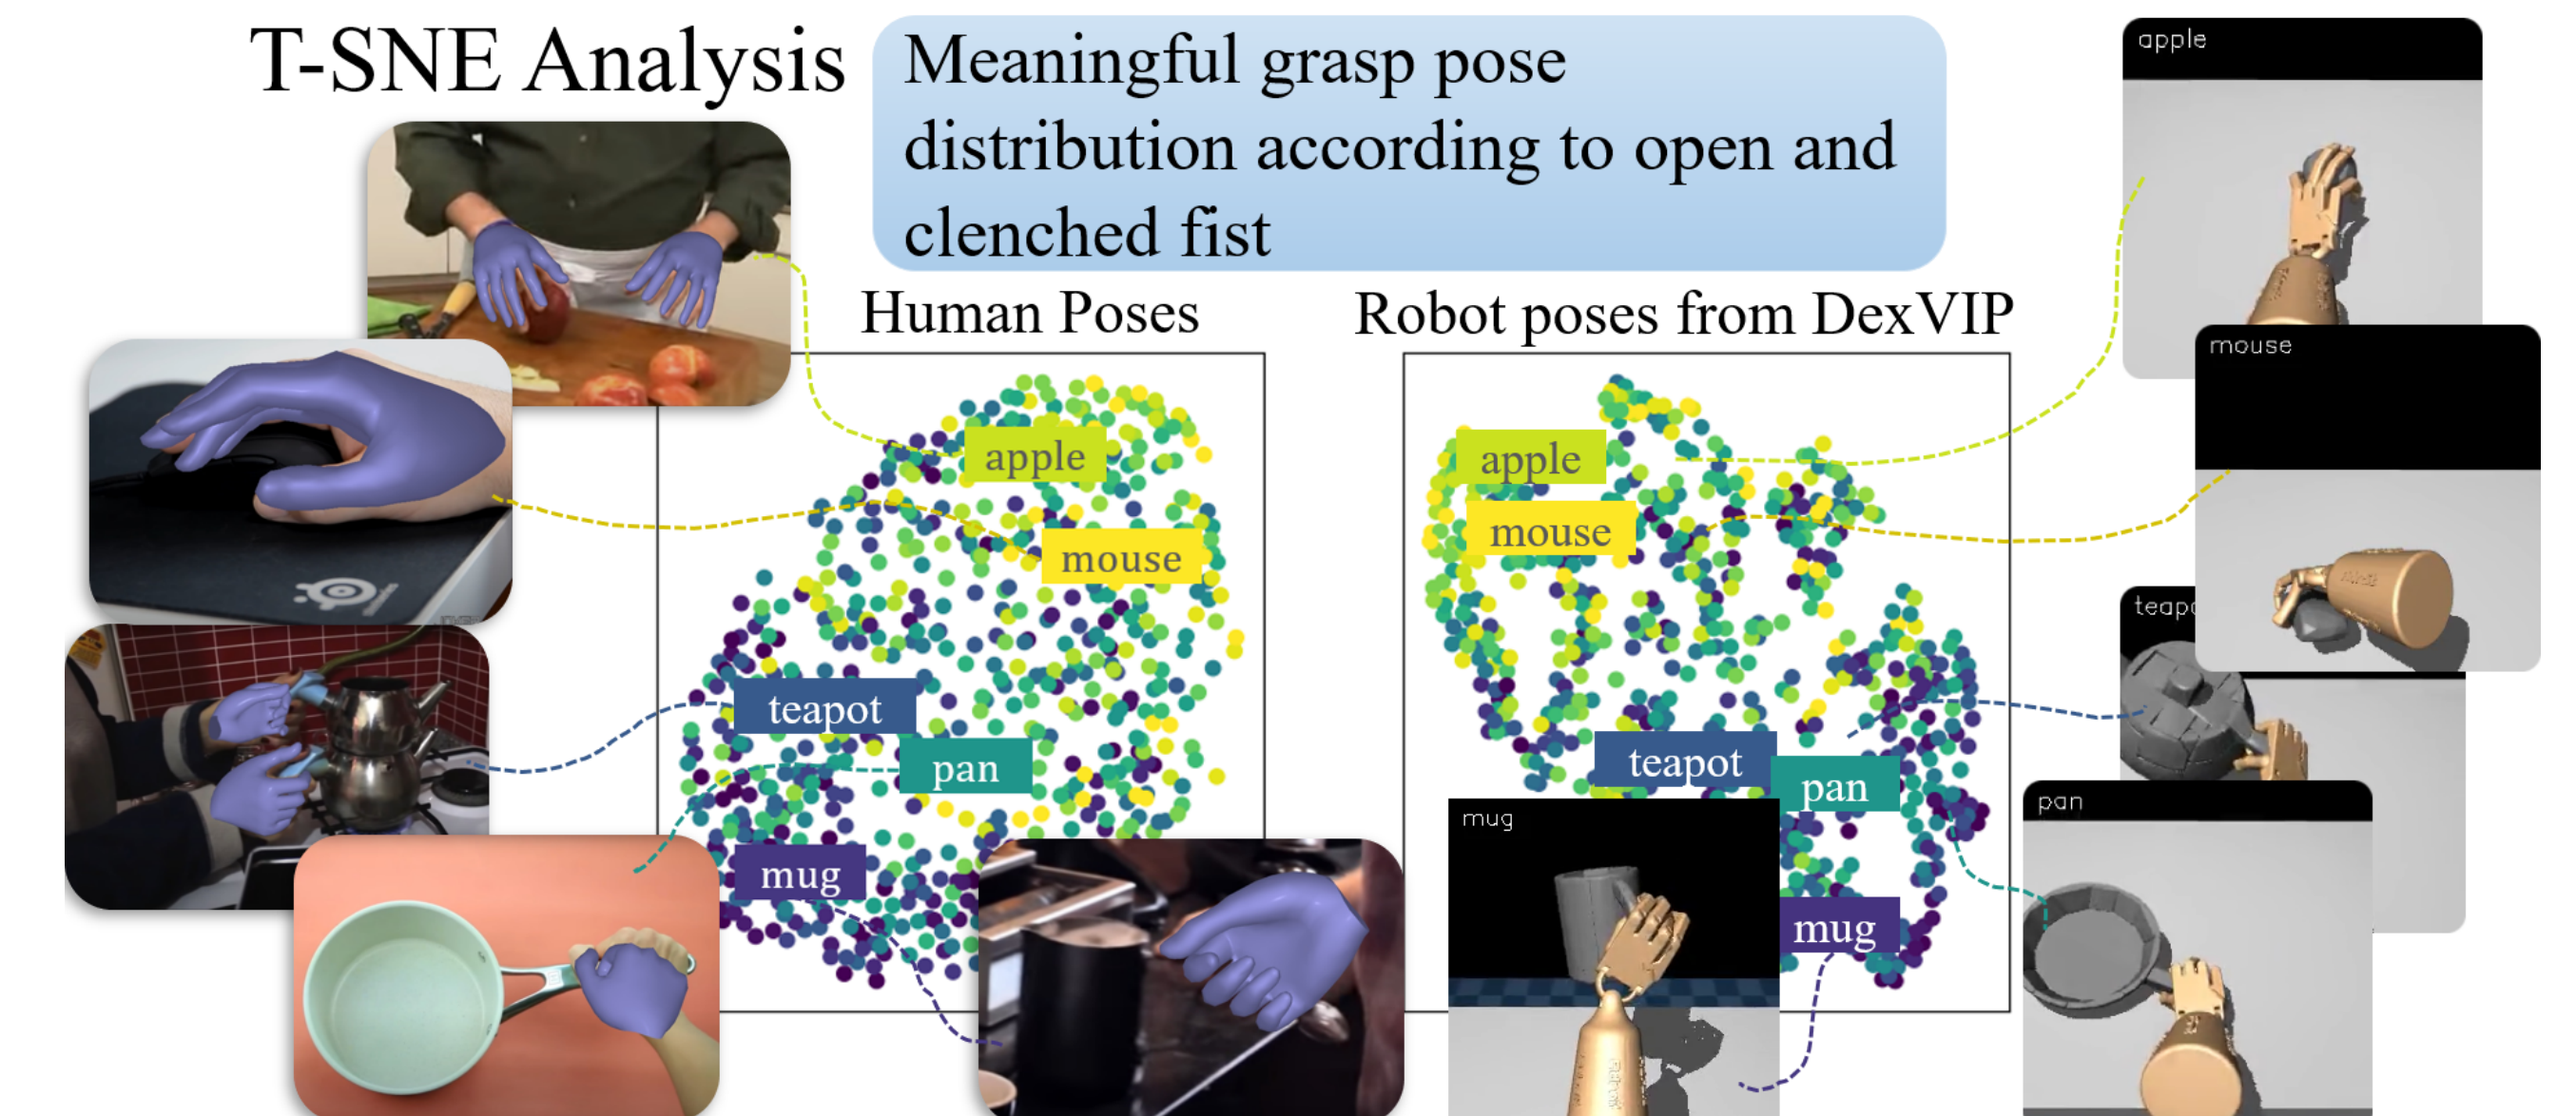 T-SNE Analysis
Meaningful grasp pose
distribution according to open and
clenched fist
Human Poses
Robot poses from DexVIP
apple
mouse
teapot
pan
mug
apple
mouse
teapot
pan
mug
apple
mouse
teapo
pan
mug